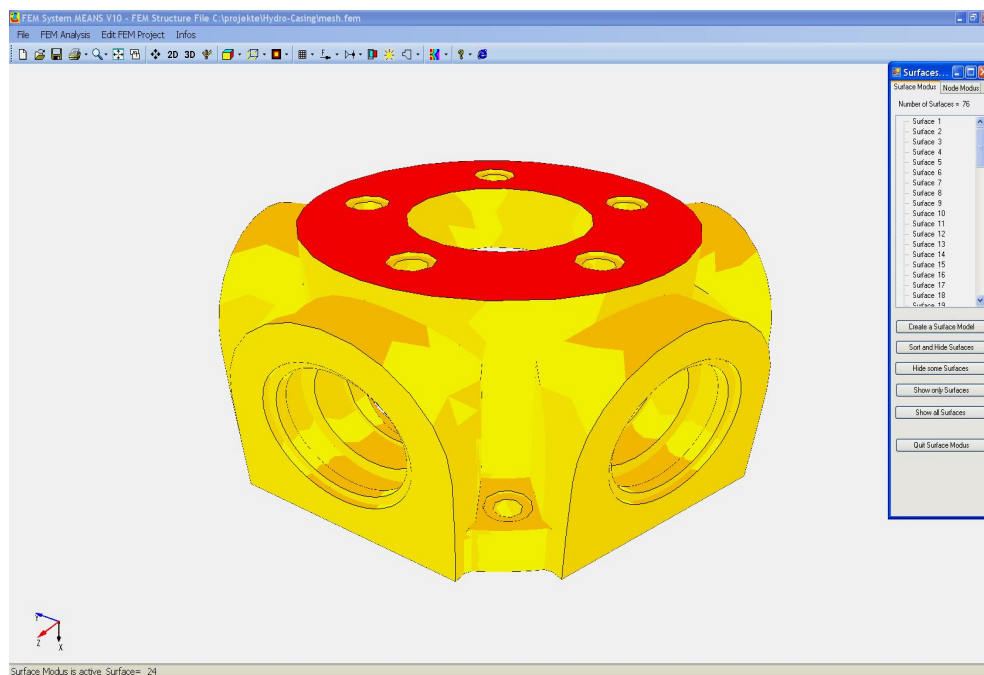 FEM System MEANS V10 - FEM Structure File C:\projekte\Hydro-Casing\mesh.fem
File FEM Analysis Edit FEM Project Infos
2D 3D
Surfaces...
Surface Modus Node Modus
Number of Surfaces = 76
Surface 1
Surface 2
Surface 3
Surface 4
Surface 5
Surface 6
Surface 7
Surface 8
Surface 9
Surface 10
Surface 11
Surface 12
Surface 13
Surface 14
Surface 15
Surface 16
Surface 17
Surface 18
Surface 19
Create a Surface Model
Sort and Hide Surfaces
Hide some Surfaces
Show only Surfaces
Show all Surfaces
Quit Surface Modus
Y
Z X
Surface Modus is active Surface= 24